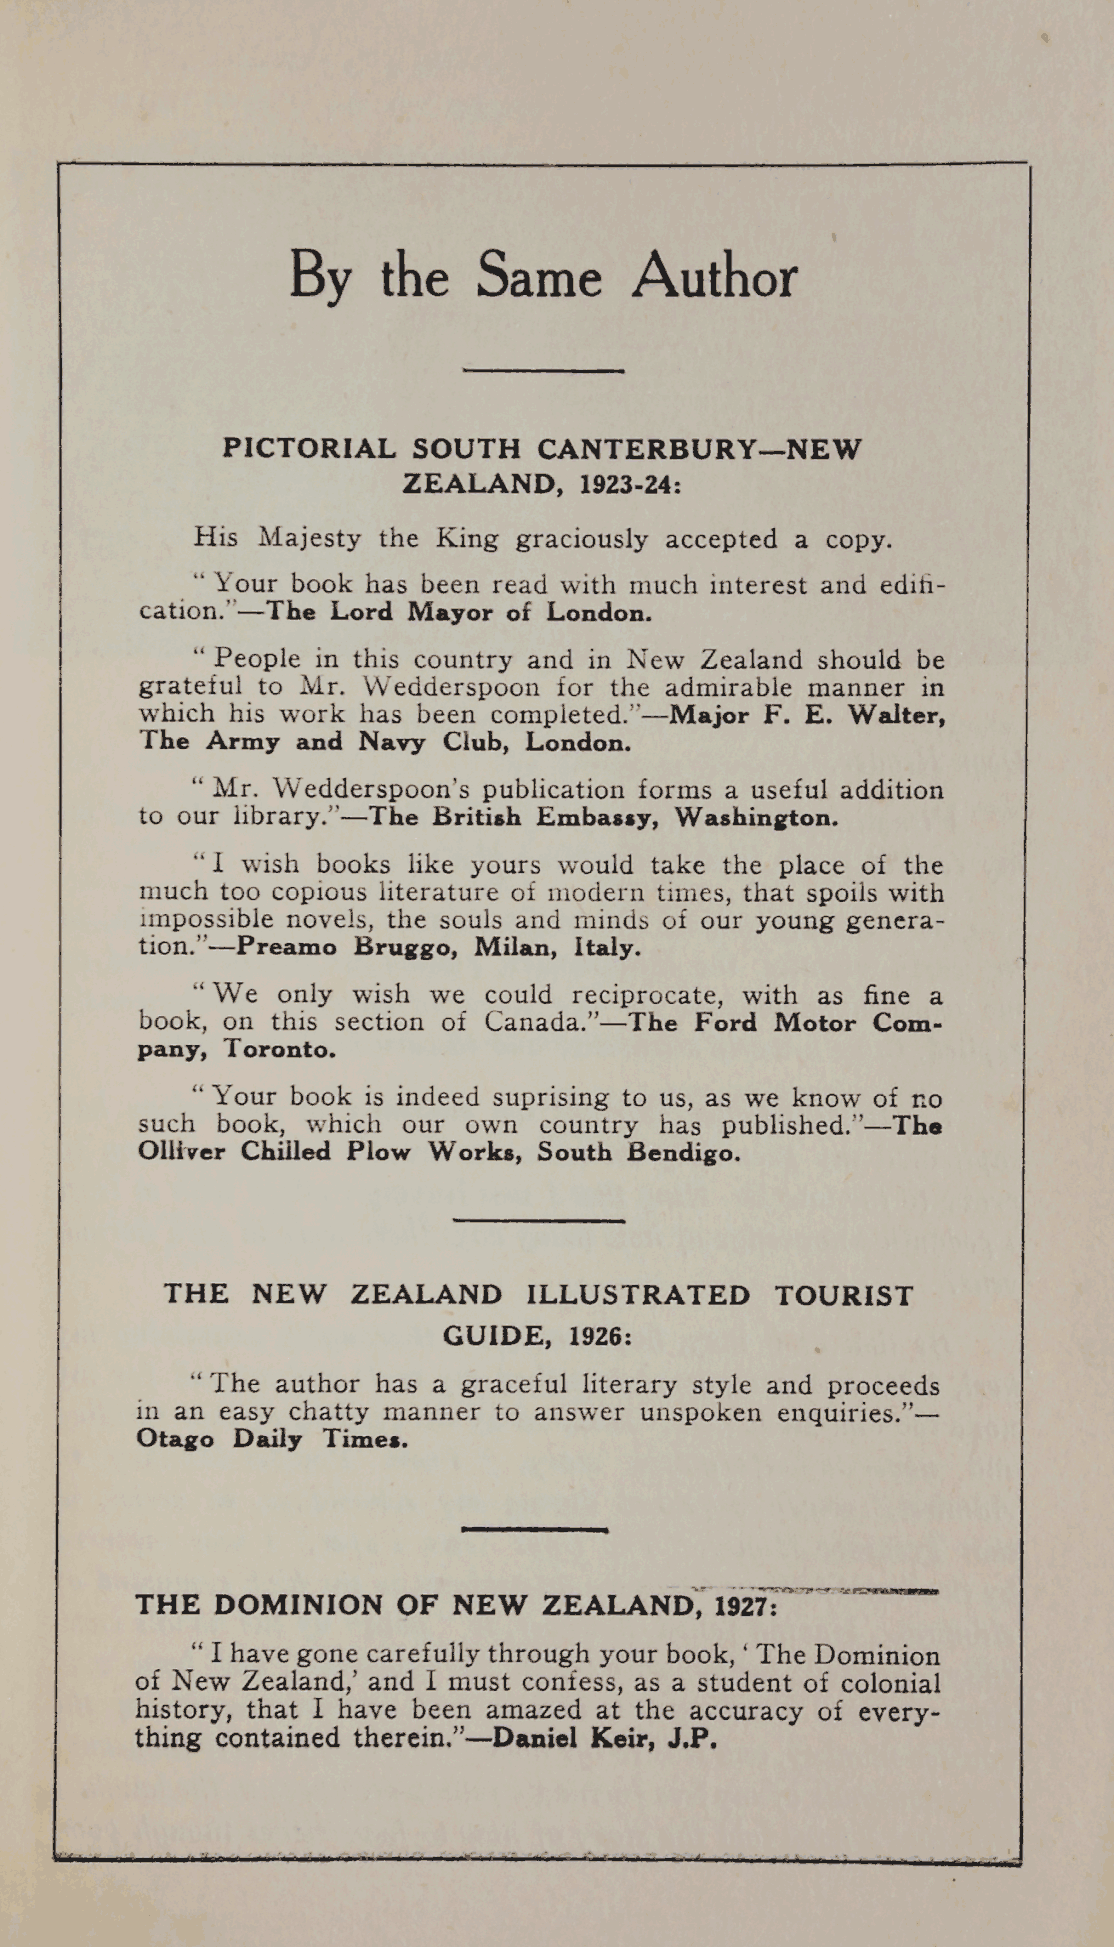 By the Same Author
PICTORIAL SOUTH CANTERBURY—NEW
ZEALAND, 1923-24:
His Majesty the King graciously accepted a copy.
“Your book has been read with much interest and edifi-
cation.”—The Lord Mayor of London.
“People in this country and in New Zealand should be
grateful to Mr. Wedderspoon for the admirable manner in
which his work has been completed.”—Major F. E. Walter,
The Army and Navy Club, London.
“Mr. Wedderspoon’s publication forms a useful addition
to our library.”—The British Embassy, Washington.
“I wish books like yours would take the place of the
much too copious literature of modern times, that spoils with
impossible novels, the souls and minds of our young genera-
tion.”—Preamo Bruggo, Milan, Italy.
“We only wish we could reciprocate, with as fine a
book, on this section of Canada.”—The Ford Motor Com-
pany, Toronto.
“Your book is indeed suprising to us, as we know of no
such book, which our own country has published.”—The
Olliver Chilled Plow Works, South Bendigo.
THE NEW ZEALAND ILLUSTRATED TOURIST
GUIDE, 1926:
“The author has a graceful literary style and proceeds
in an easy chatty manner to answer unspoken enquiries.”—
Otago Daily Times.
THE DOMINION OF NEW ZEALAND, 1927:
“I have gone carefully through your book, ‘The Dominion
of New Zealand,’ and I must confess, as a student of colonial
history, that I have been amazed at the accuracy of every-
thing contained therein.”—Daniel Keir, J.P.